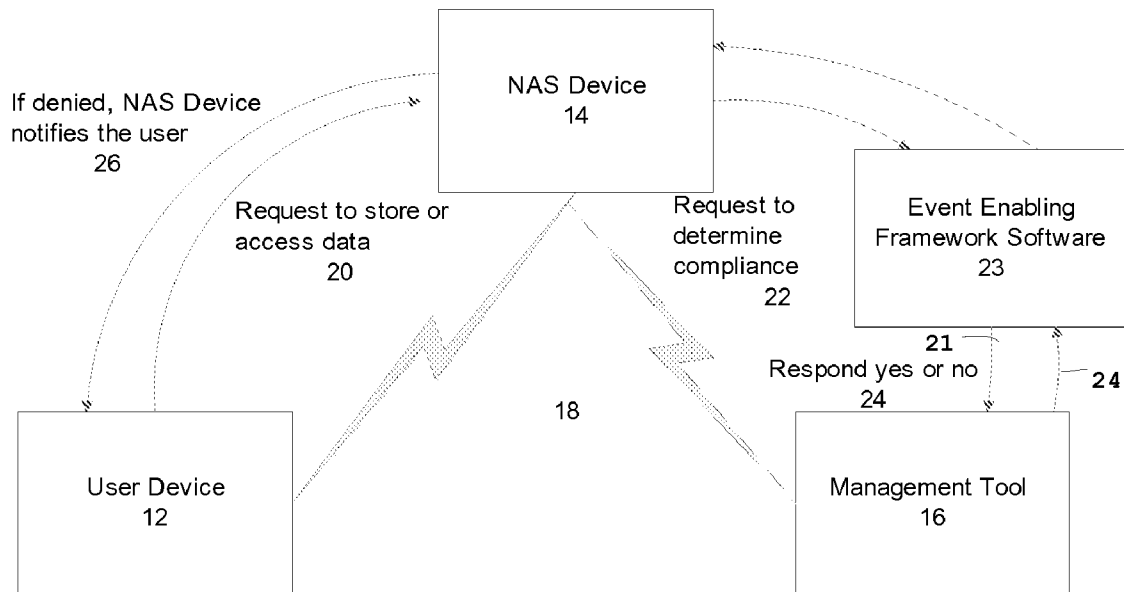 NAS Device
14
If denied, NAS Device
notifies the user
26
Request to store or
access data
20
Request to
determine
compliance
22
Event Enabling
Framework Software
23
21
Respond yes or no
24
24
18
User Device
12
Management Tool
16